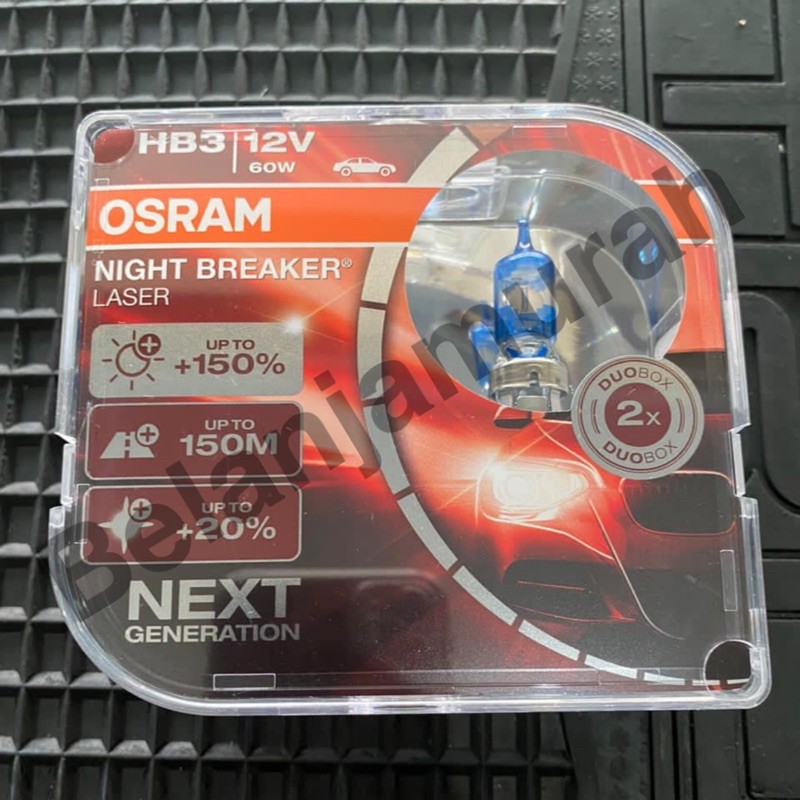 HB3 12V
60W
OSRAM
NIGHT BREAKER®
LASER
UP TO
+150%
UP TO
150M
UP TO
+20%
NEXT
GENERATION
DUOBOX
2x
DUOBOX
Belanjamurah